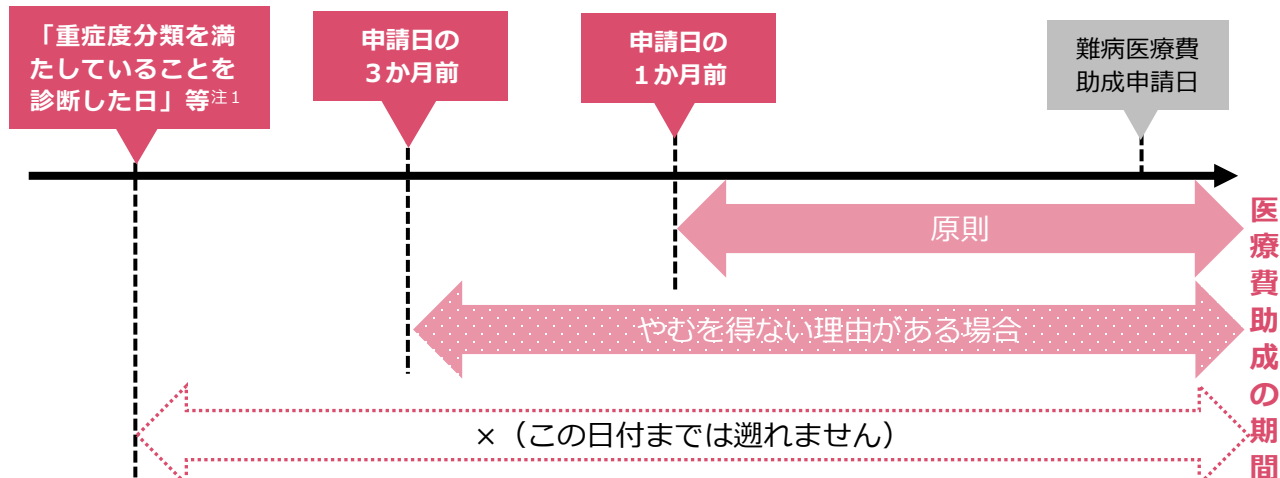 「重症度分類を満
たしていることを
診断した日」等注1
申請日の
3か月前
申請日の
1か月前
難病医療費
助成申請日
原則
やむを得ない理由がある場合
×（この日付までは遡れません）
医療費助成の期間